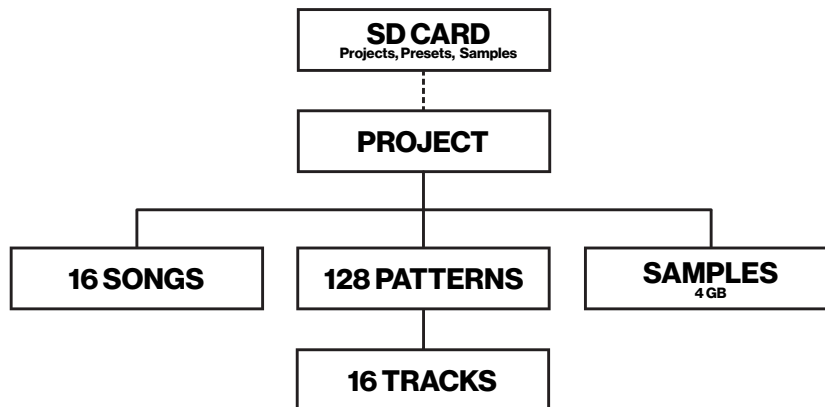 SD CARD
Projects, Presets, Samples
PROJECT
16 SONGS
128 PATTERNS
SAMPLES
4 GB
16 TRACKS